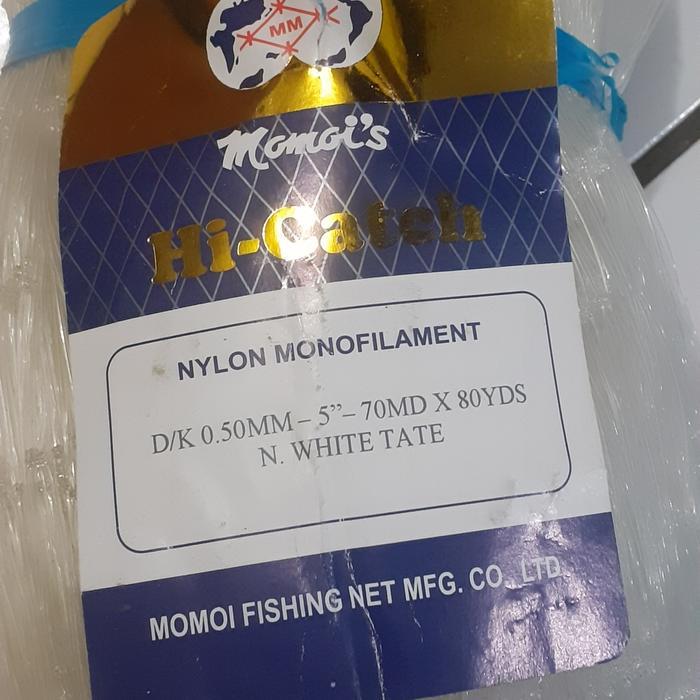 MM
Momoi's
Hi-Catch
NYLON MONOFILAMENT
D/K 0.50MM – 5”– 70MD X 80YDS
N. WHITE TATE
MOMOI FISHING NET MFG. CO. LTD.